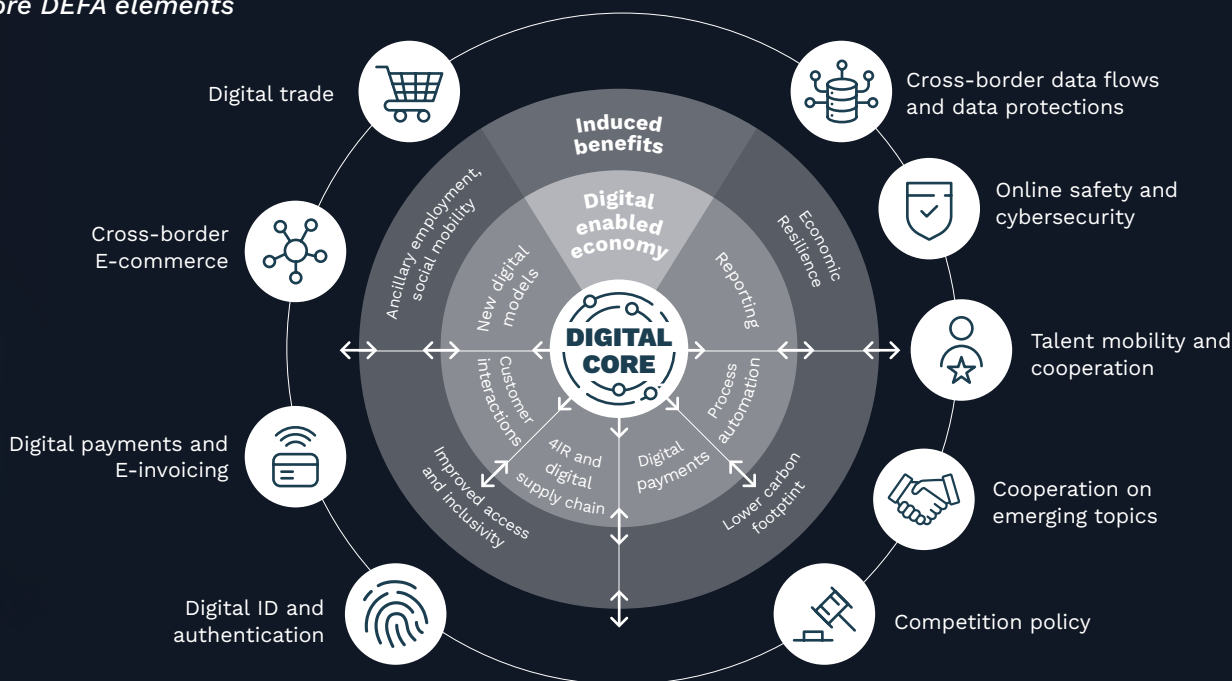 ore DEFA elements
Digital trade
Cross-border data flows
and data protections
Induced
benefits
Digital
enabled
economy
Online safety and
cybersecurity
Cross-border
E-commerce
Ancillary employment,
social mobility
New digital
models
Reporting
Economic
Resilience
DIGITAL
CORE
Talent mobility and
cooperation
Customer
interactions
Process
automation
4IR and
digital
supply chain
Digital
payments
Digital payments and
E-invoicing
Improved access
and inclusivity
Lower carbon
footptint
Cooperation on
emerging topics
Digital ID and
authentication
Competition policy